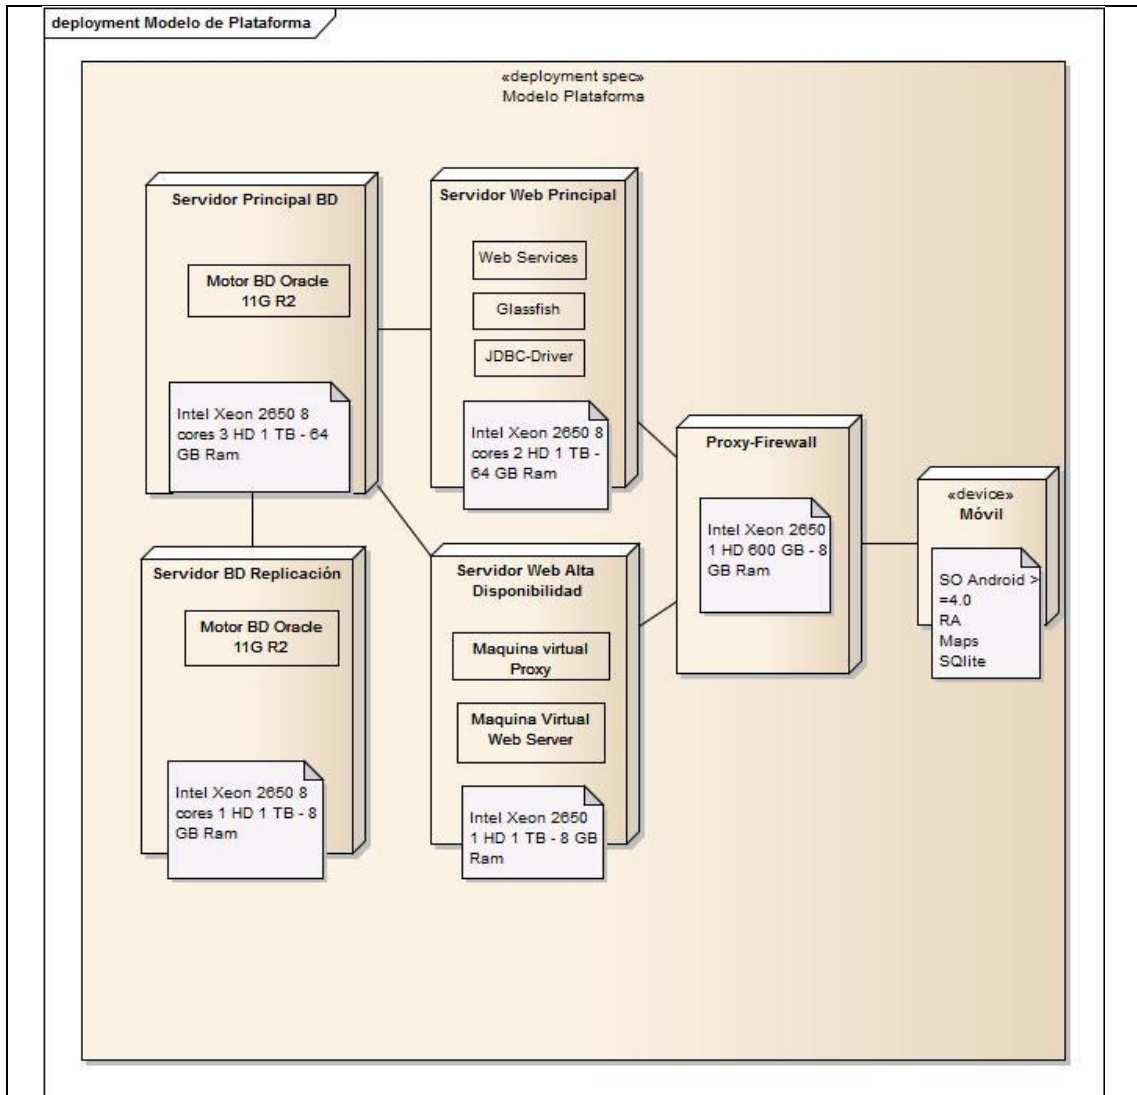 deployment Modelo de Plataforma
«deployment spec»
Modelo Plataforma
Servidor Principal BD
Motor BD Oracle
11G R2
Intel Xeon 2650 8
cores 3 HD 1 TB - 64
GB Ram
Servidor Web Principal
Web Services
Glassfish
JDBC-Driver
Intel Xeon 2650 8
cores 2 HD 1 TB -
64 GB Ram
Proxy-Firewall
Intel Xeon 2650
1 HD 600 GB - 8
GB Ram
«device»
Móvil
SO Android >
=4.0
RA
Maps
SQlite
Servidor BD Replicación
Motor BD Oracle
11G R2
Intel Xeon 2650 8
cores 1 HD 1 TB - 8
GB Ram
Servidor Web Alta
Disponibilidad
Maquina virtual
Proxy
Maquina Virtual
Web Server
Intel Xeon 2650
1 HD 1 TB - 8 GB
Ram